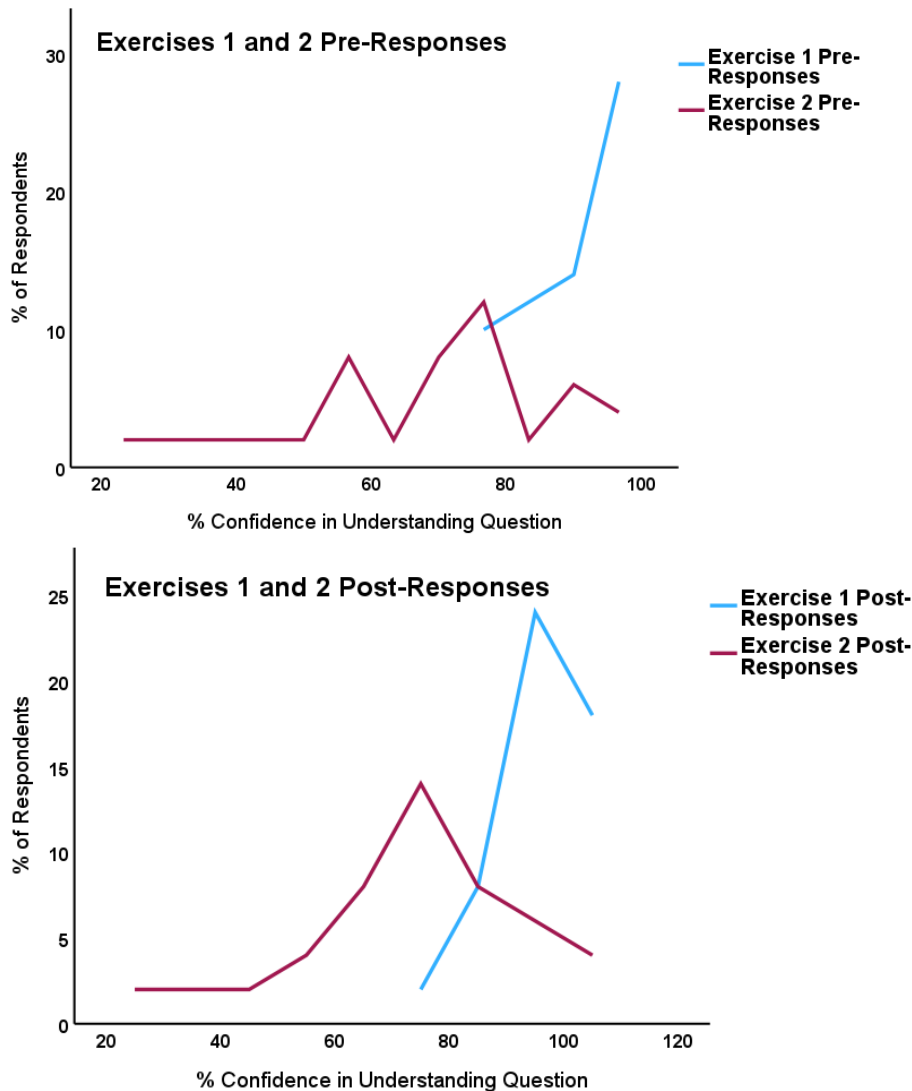 Exercises 1 and 2 Pre-Responses
Exercise 1 Pre-
Responses
Exercise 2 Pre-
Responses
% of Respondents
30
20
10
0
20 40 60 80 100
% Confidence in Understanding Question
Exercises 1 and 2 Post-Responses
Exercise 1 Post-
Responses
Exercise 2 Post-
Responses
% of Respondents
25
20
15
10
5
0
20 40 60 80 100 120
% Confidence in Understanding Question